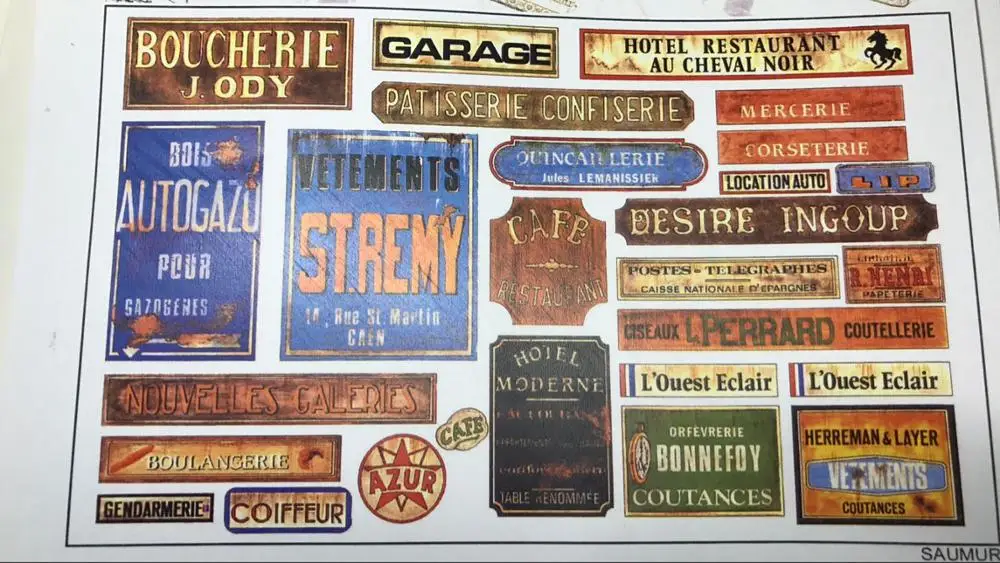 BOUCHERIE
J. ODY
GARAGE
HOTEL RESTAURANT
AU CHEVAL NOIR
PATISSERIE CONFISERIE
MERCERIE
CORSETERIE
LOCATION AUTO
LIP
BOIS
AUTOGAZO
POUR
GAZOGENES
VETEMENTS
ST.REMY
14, Rue St. Martin
CAEN
QUINCAILLERIE
Jules LEMANISSIER
CAFE
RESTAURANT
DESIRE INGOUF
POSTES - TELEGRAPHES
CAISSE NATIONALE D'EPARGNES
PAPETERIE
CISEAUX L.PERRARD COUTELLERIE
HOTEL
MODERNE
TABLE RENOMMÉE
L'Ouest Eclair
L'Ouest Eclair
NOUVELLES GALERIES
CAFE
BOULANGERIE
AZUR
GENDARMERIE
COIFFEUR
ORFÈVRERIE
BONNEFOY
COUTANCES
HERREMAN & LAYER
VETEMENTS
COUTANCES
SAUMUR